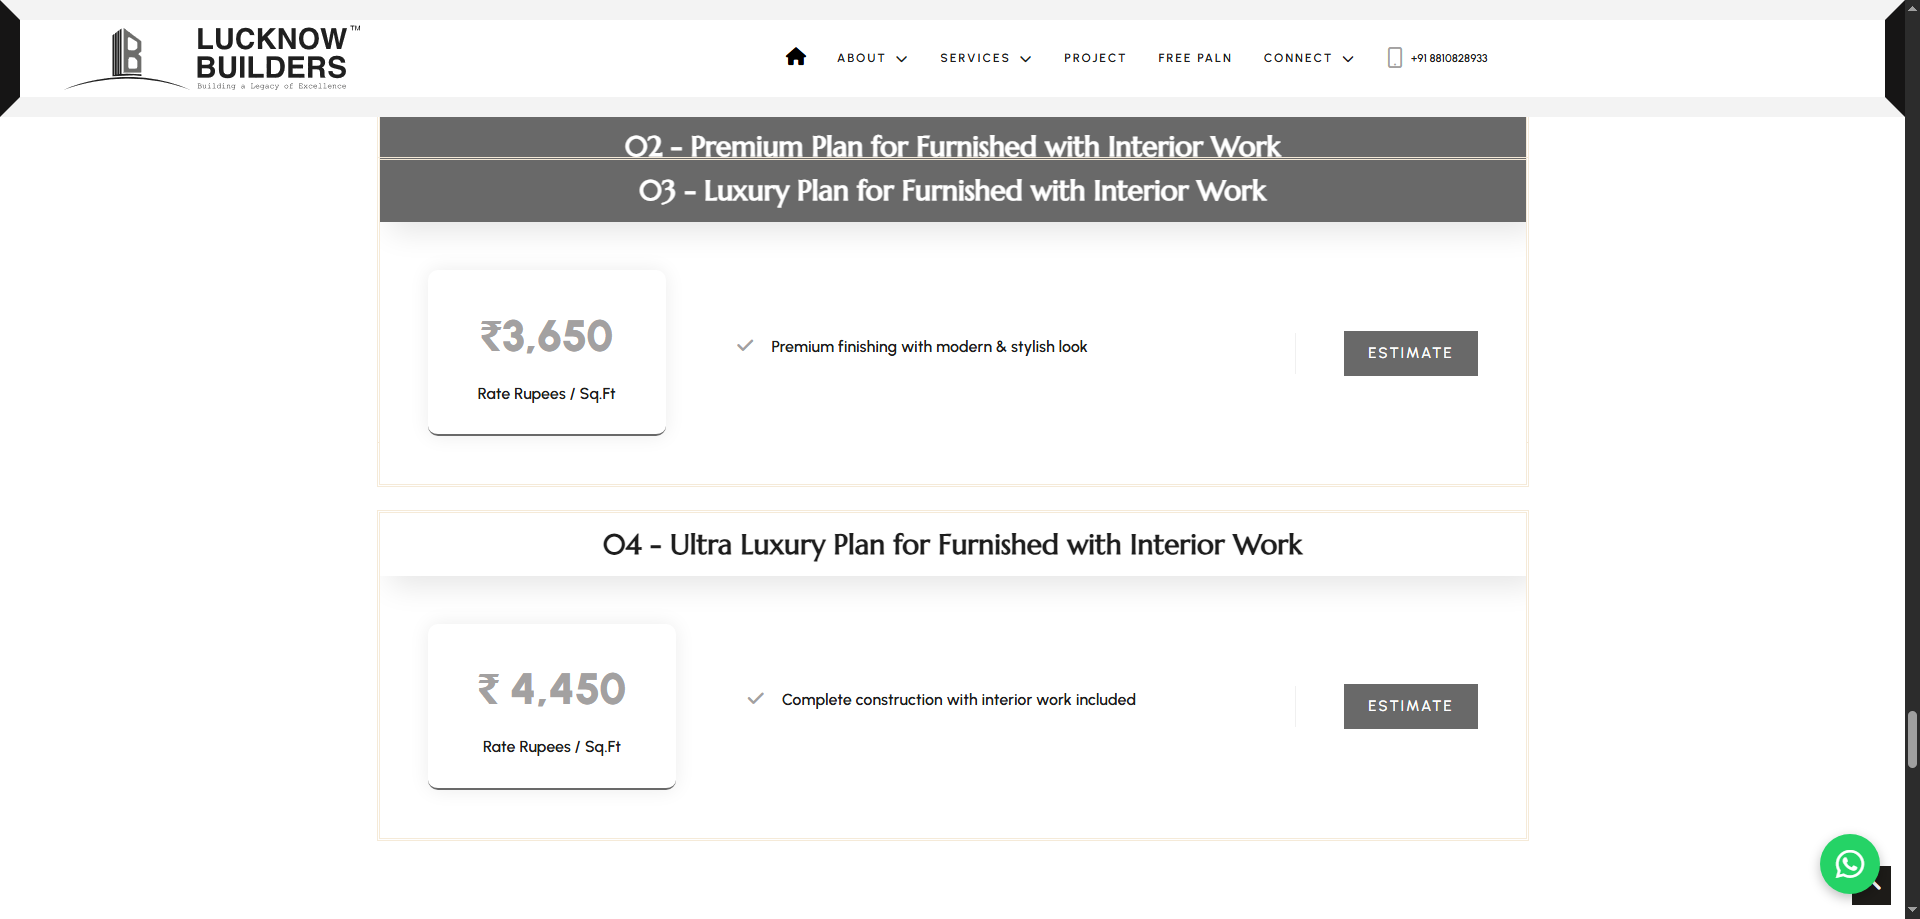 LUCKNOW™
BUILDERS
Building a Legacy of Excellence
ABOUT
SERVICES
PROJECT
FREE PALN
CONNECT
+91 8810828933
02 - Premium Plan for Furnished with Interior Work
03 - Luxury Plan for Furnished with Interior Work
₹3,650
Rate Rupees / Sq.Ft
Premium finishing with modern & stylish look
ESTIMATE
04 - Ultra Luxury Plan for Furnished with Interior Work
₹ 4,450
Rate Rupees / Sq.Ft
Complete construction with interior work included
ESTIMATE